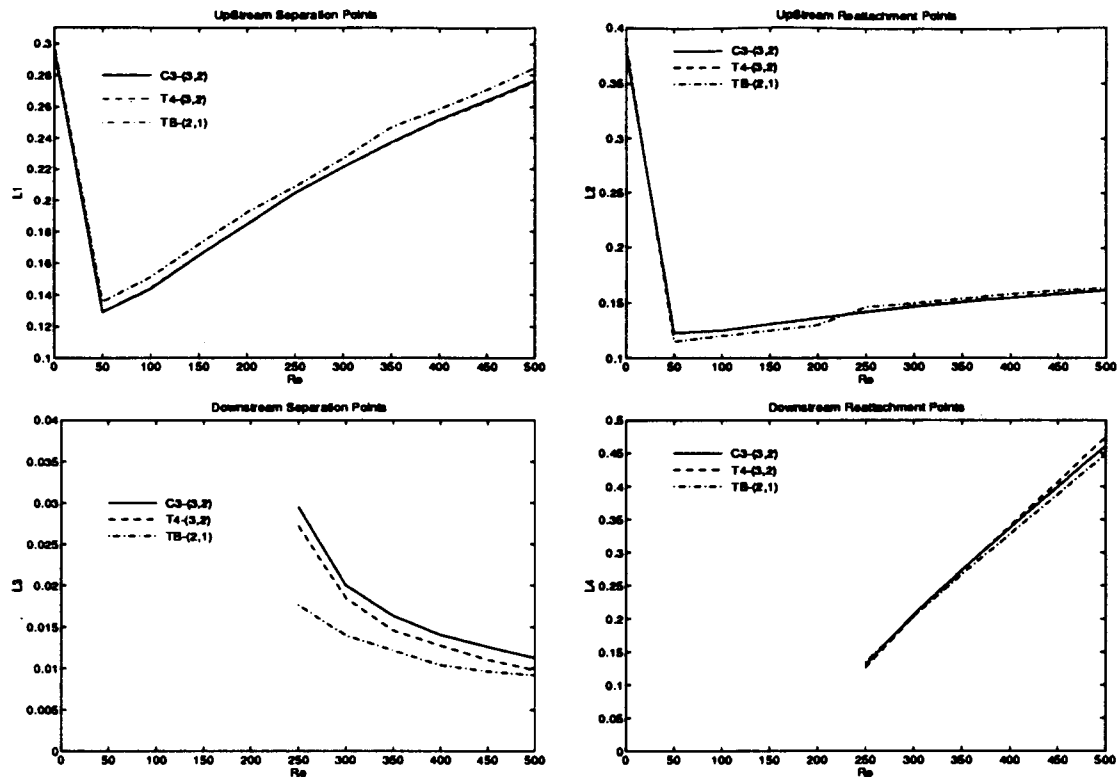 UpStream Separation Points
0.3
0.28
0.26
0.24
0.22
0.2
0.18
0.16
0.14
0.12
0.1
L1
C3-(3,2)
T4-(3,2)
TB-(2,1)
0 50 100 150 200 250 300 350 400 450 500
Re
UpStream Reattachment Points
0.4
0.35
0.3
0.25
0.2
0.15
0.1
L2
C3-(3,2)
T4-(3,2)
TB-(2,1)
0 50 100 150 200 250 300 350 400 450 500
Re
Downstream Separation Points
0.04
0.035
0.03
0.025
0.02
0.015
0.01
0.005
0
L3
C3-(3,2)
T4-(3,2)
TB-(2,1)
0 50 100 150 200 250 300 350 400 450 500
Re
Downstream Reattachment Points
0.5
0.45
0.4
0.35
0.3
0.25
0.2
0.15
0.1
0.05
0
L4
C3-(3,2)
T4-(3,2)
TB-(2,1)
0 50 100 150 200 250 300 350 400 450 500
Re